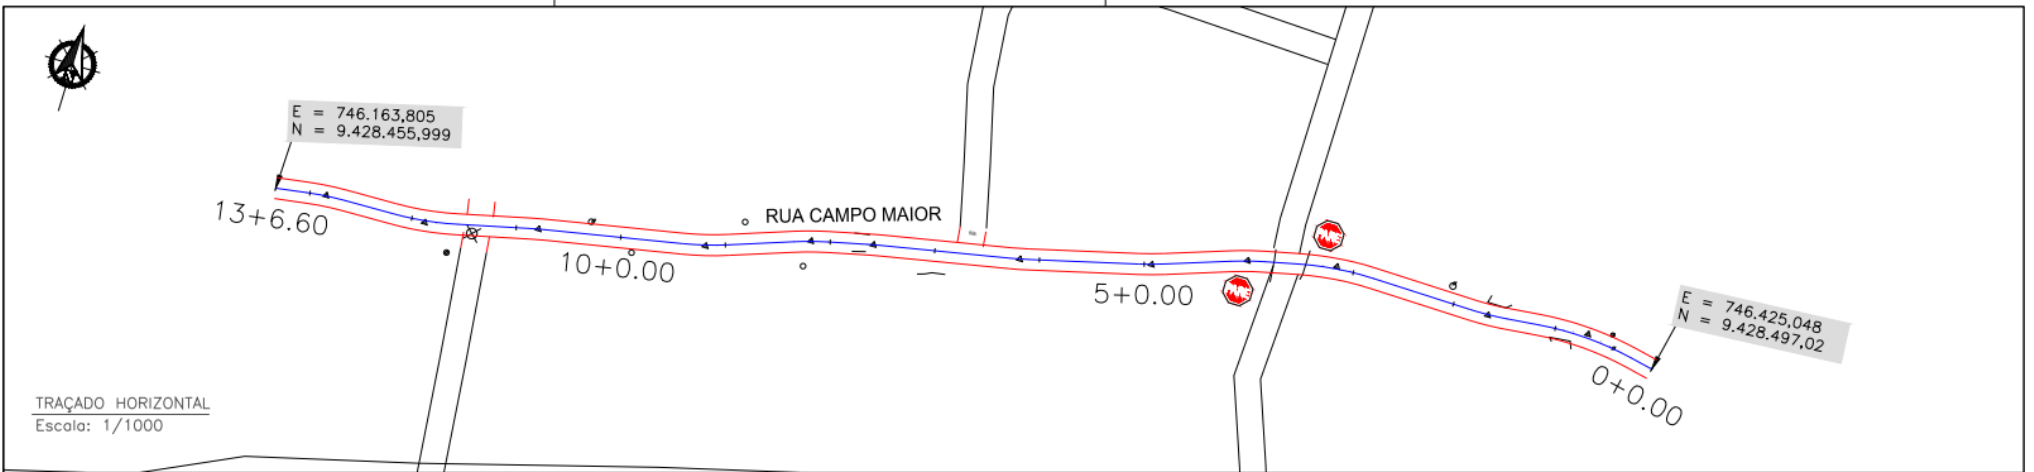 E = 746.163,805
N = 9.428.455,999
13+6.60
RUA CAMPO MAIOR
10+0.00
5+0.00
E = 746.425,048
N = 9.428.497,02
0+0.00
TRAÇADO HORIZONTAL
Escala: 1/1000